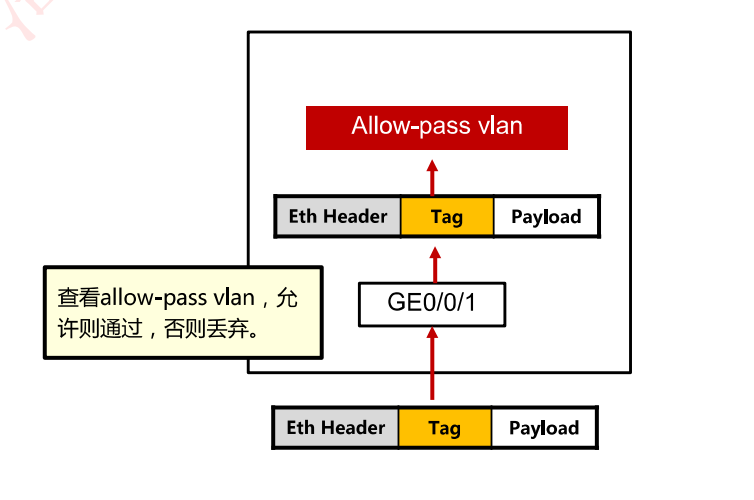 Allow-pass vlan
Eth Header Tag Payload
查看allow-pass vlan，允
许则通过，否则丢弃。
GE0/0/1
Eth Header Tag Payload